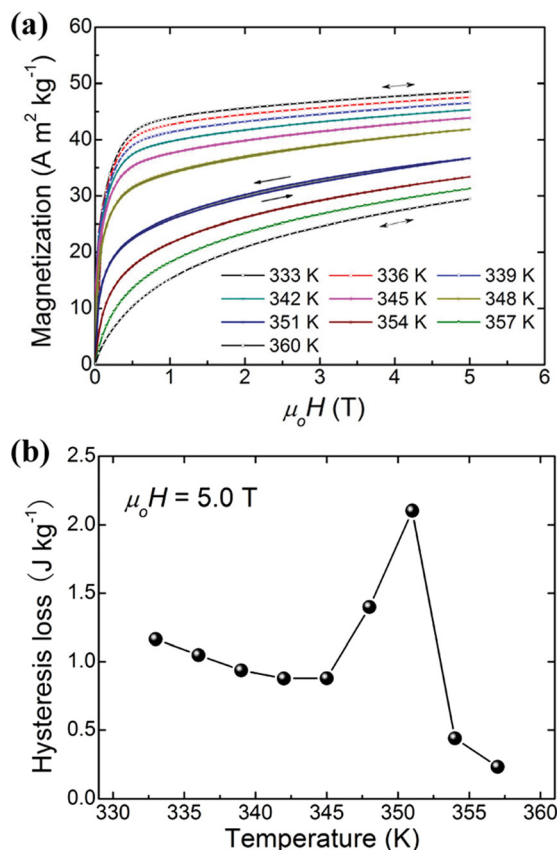 (a)
60
50
40
30
20
10
0
Magnetization (A m² kg⁻¹)
333 K 336 K 339 K
342 K 345 K 348 K
351 K 354 K 357 K
360 K
0 1 2 3 4 5 6
μₒH (T)
(b)
2.5
2.0
1.5
1.0
0.5
0.0
Hysteresis loss (J kg⁻¹)
μₒH = 5.0 T
330 335 340 345 350 355 360
Temperature (K)